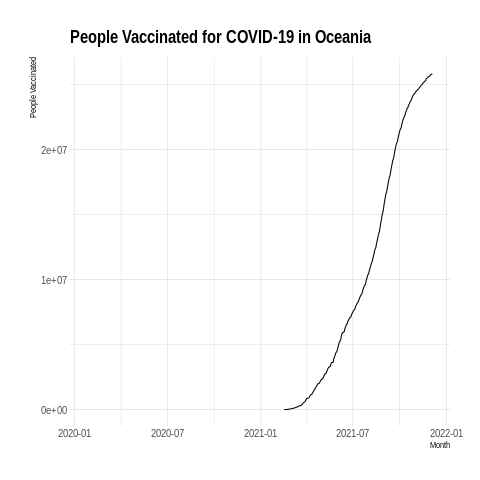 People Vaccinated for COVID-19 in Oceania
People Vaccinated
2e+07
1e+07
0e+00
2020-01 2020-07 2021-01 2021-07 2022-01
Month